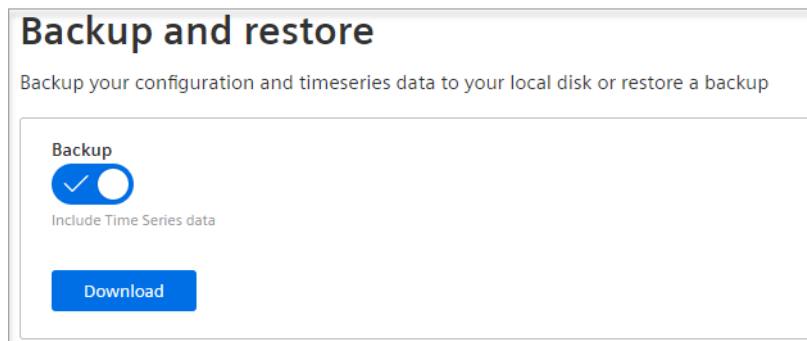 Backup and restore
Backup your configuration and timeseries data to your local disk or restore a backup
Backup
Include Time Series data
Download